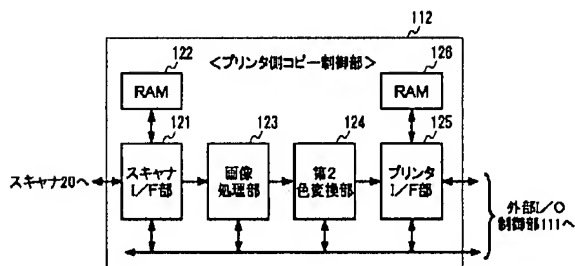 112
<プリンタ側コピー制御部>
122
RAM
126
RAM
121
スキャナ
I/F部
123
画像
処理部
124
第2
色変換部
125
プリンタ
I/F部
スキャナ20へ
外部I/O
制御部111へ